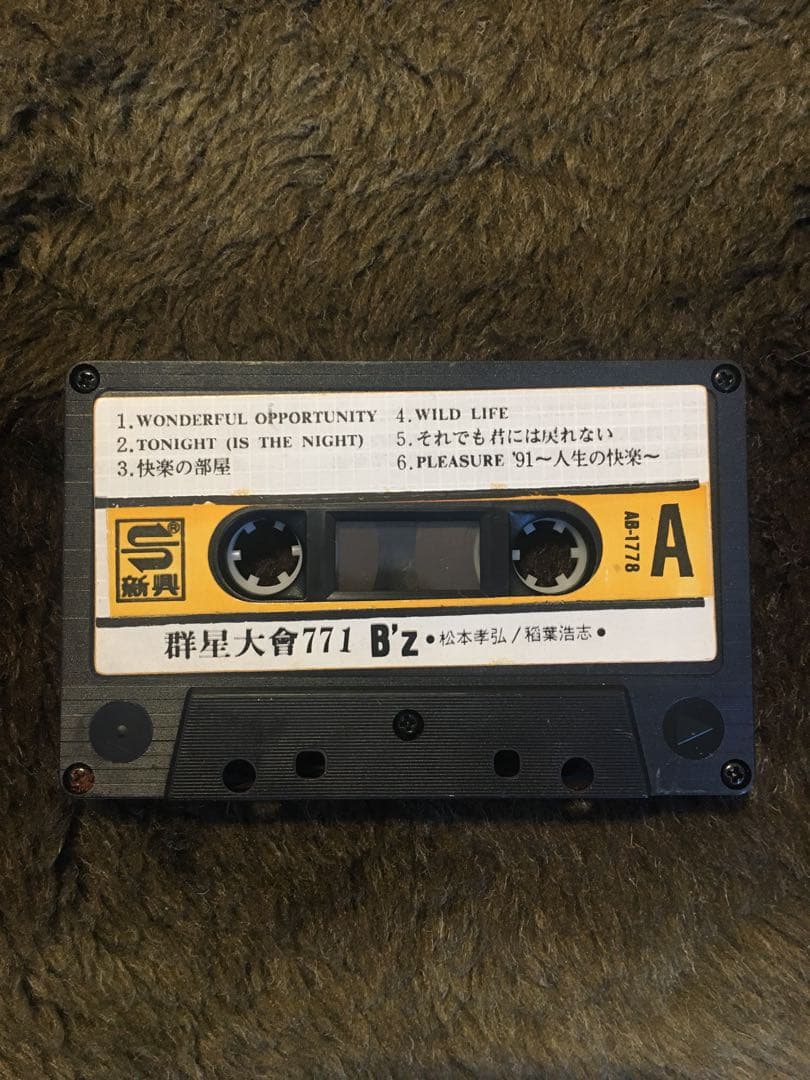 1.WONDERFUL OPPORTUNITY
2.TONIGHT (IS THE NIGHT)
3.快楽の部屋
4.WILD LIFE
5.それでも君には戻れない
6.PLEASURE '91～人生の快楽～
®
新興
AB-1778
A
群星大會771 B'z•松本孝弘/稲葉浩志•